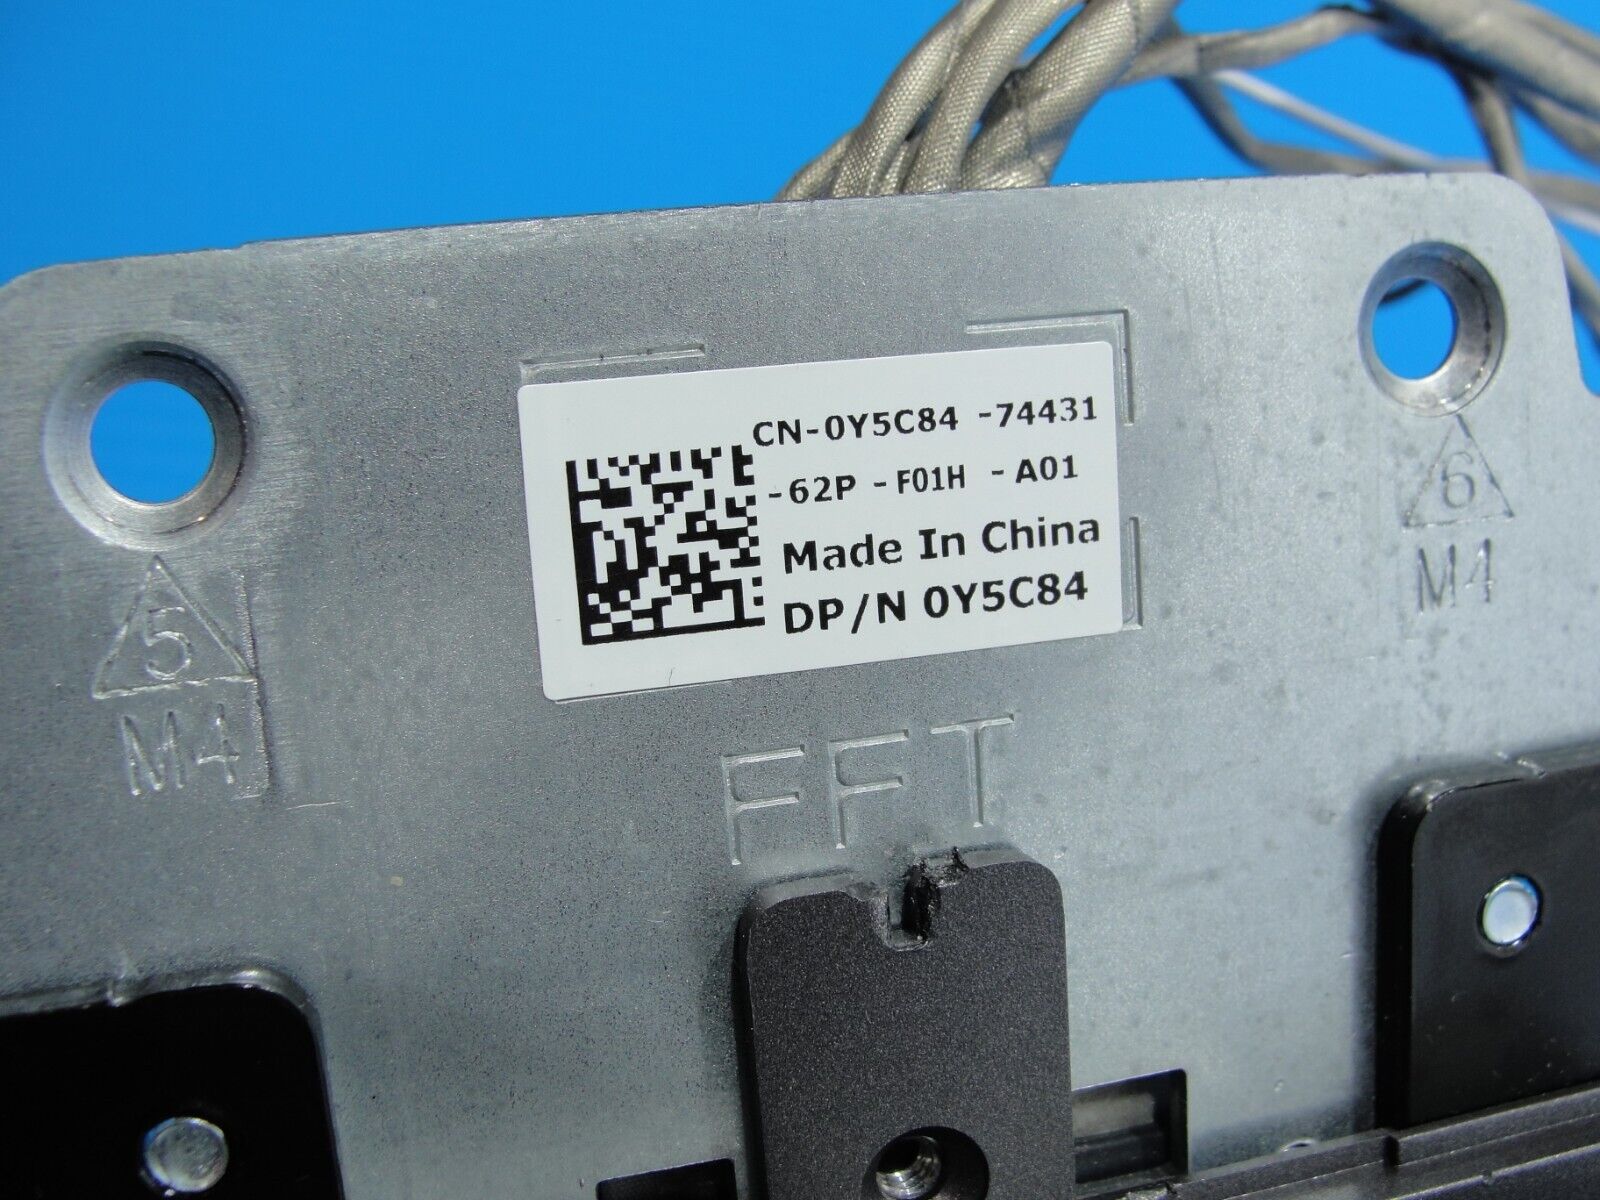 CN-0Y5C84 -74431
-62P - F01H - A01
Made In China
DP/N 0Y5C84
6
M4
5
M4
FFT